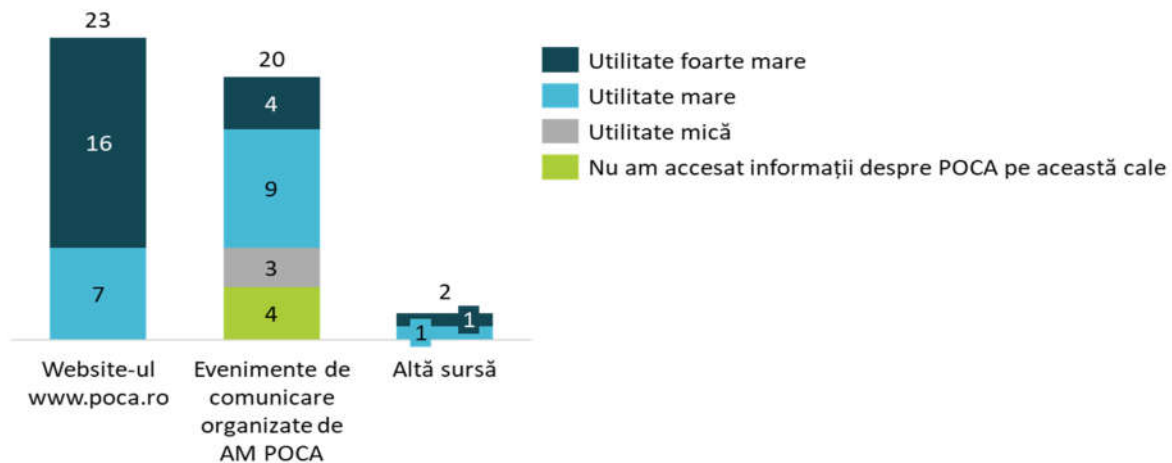 23
16
7
20
4
9
3
4
2
1
1
Website-ul
www.poca.ro
Evenimente de
comunicare
organizate de
AM POCA
Altă sursă
Utilitate foarte mare
Utilitate mare
Utilitate mică
Nu am accesat informații despre POCA pe această cale